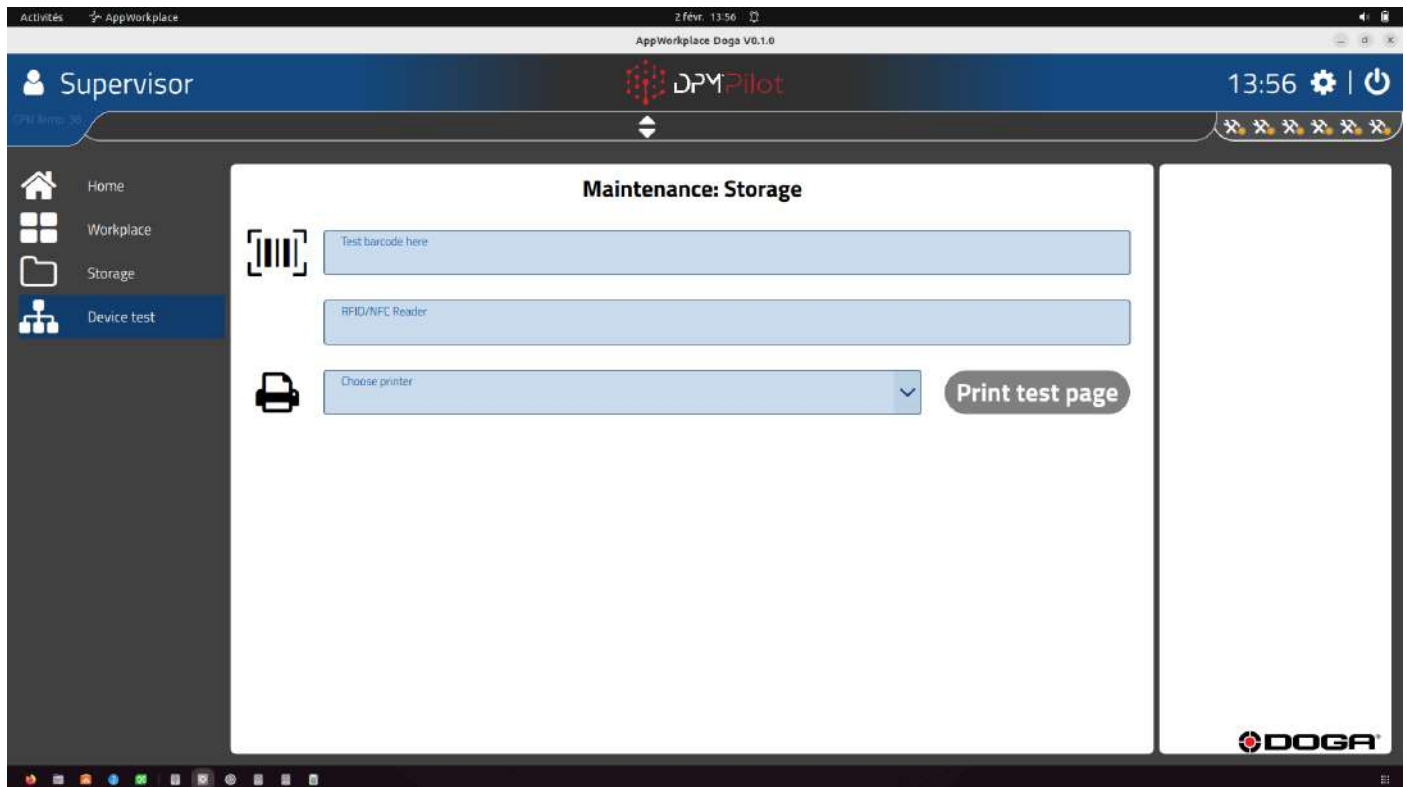 Activités AppWorkplace 2 févr. 13:56
AppWorkplace Doga V0.1.0
Supervisor DPMPilot 13:56
Home
Workplace
Storage
Device test
Maintenance: Storage
Test barcode here
RFID/NFC Reader
Choose printer
Print test page
DOGA